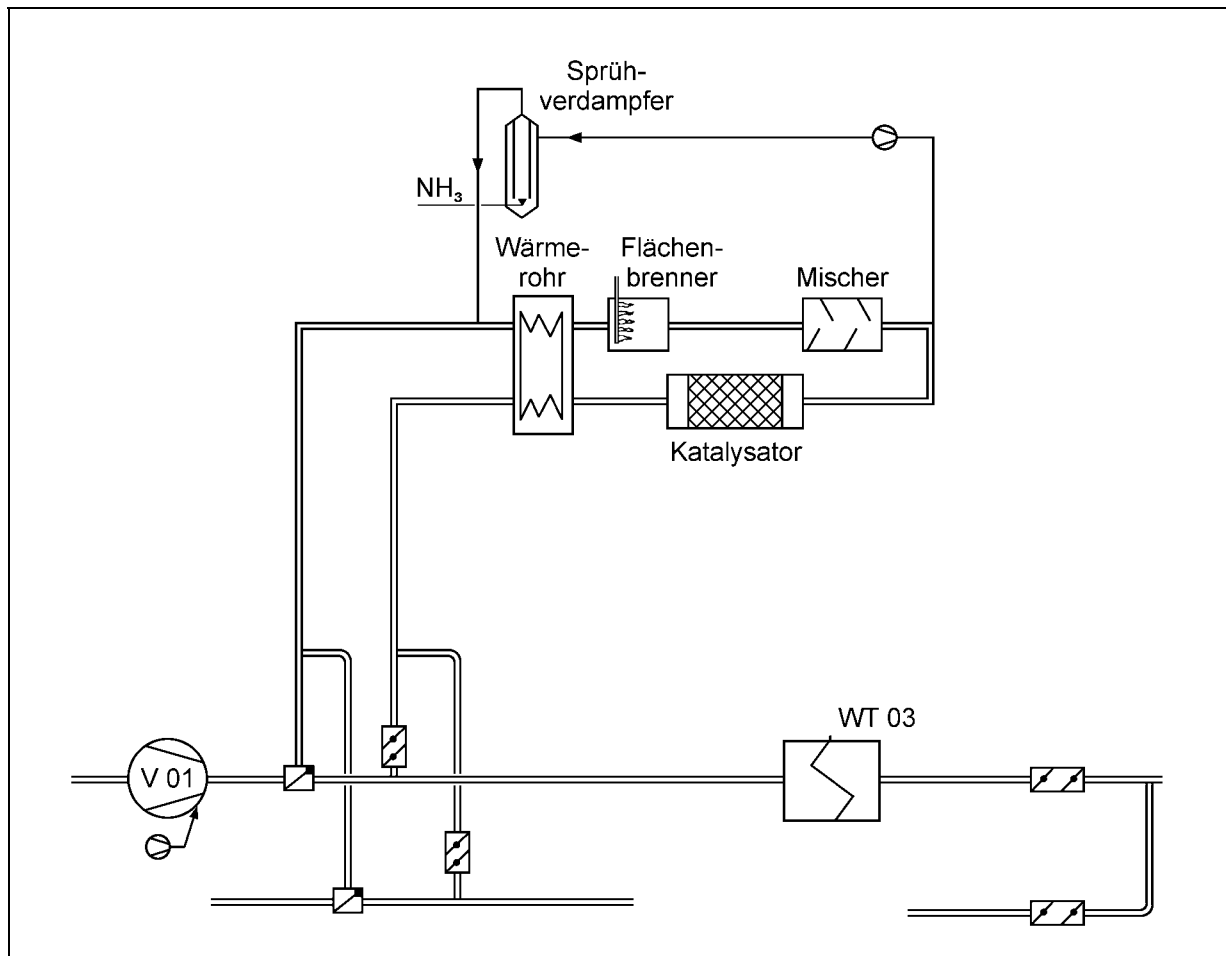 Sprüh-
verdampfer
NH₃
Wärme-
rohr
Flächen-
brenner
Mischer
Katalysator
WT 03
V 01